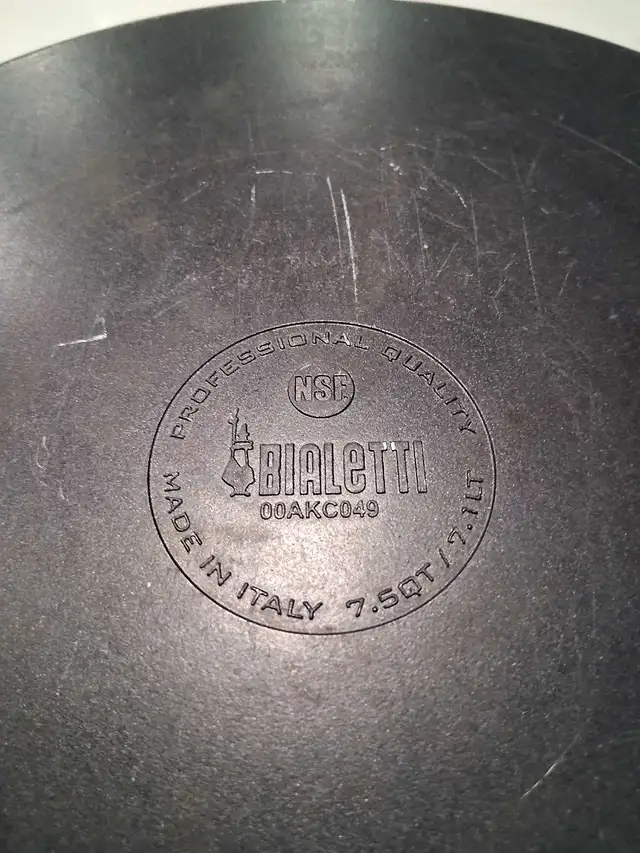 PROFESSIONAL QUALITY
NSF
BIALETTI
00AKC049
MADE IN ITALY 7.5QT / 7.1LT